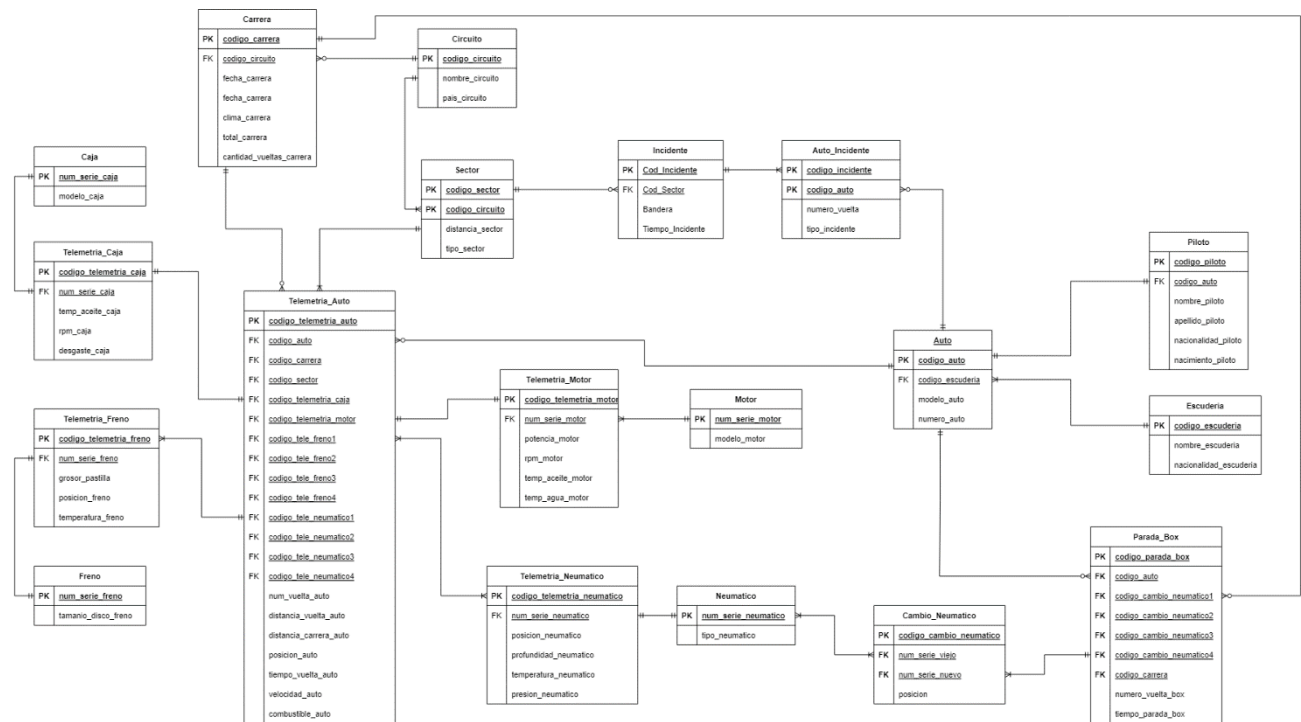 Carrera
PK codigo_carrera
FK codigo_circuito
fecha_carrera
fecha_carrera
clima_carrera
total_carrera
cantidad_vueltas_carrera
Circuito
PK codigo_circuito
nombre_circuito
pais_circuito
Caja
PK num_serie_caja
modelo_caja
Sector
PK codigo_sector
PK codigo_circuito
distancia_sector
tipo_sector
Incidente
PK Cod_Incidente
FK Cod_Sector
Bandera
Tiempo_Incidente
Auto_Incidente
PK codigo_incidente
PK codigo_auto
numero_vuelta
tipo_incidente
Telemetria_Caja
PK codigo_telemetria_caja
FK num_serie_caja
temp_aceite_caja
rpm_caja
desgaste_caja
Piloto
PK codigo_piloto
FK codigo_auto
nombre_piloto
apellido_piloto
nacionalidad_piloto
nacimiento_piloto
Telemetria_Auto
PK codigo_telemetria_auto
FK codigo_auto
FK codigo_carrera
FK codigo_sector
FK codigo_telemetria_caja
FK codigo_telemetria_motor
FK codigo_tele_freno1
FK codigo_tele_freno2
FK codigo_tele_freno3
FK codigo_tele_freno4
FK codigo_tele_neumatico1
FK codigo_tele_neumatico2
FK codigo_tele_neumatico3
FK codigo_tele_neumatico4
num_vuelta_auto
distancia_vuelta_auto
distancia_carrera_auto
posicion_auto
tiempo_vuelta_auto
velocidad_auto
combustible_auto
Auto
PK codigo_auto
FK codigo_escuderia
modelo_auto
numero_auto
Telemetria_Motor
PK codigo_telemetria_motor
FK num_serie_motor
potencia_motor
rpm_motor
temp_aceite_motor
temp_agua_motor
Motor
PK num_serie_motor
modelo_motor
Escuderia
PK codigo_escuderia
nombre_escuderia
nacionalidad_escuderia
Telemetria_Freno
PK codigo_telemetria_freno
FK num_serie_freno
grosor_pastilla
posicion_freno
temperatura_freno
Freno
PK num_serie_freno
tamanio_disco_freno
Telemetria_Neumatico
PK codigo_telemetria_neumatico
FK num_serie_neumatico
posicion_neumatico
profundidad_neumatico
temperatura_neumatico
presion_neumatico
Neumatico
PK num_serie_neumatico
tipo_neumatico
Cambio_Neumatico
PK codigo_cambio_neumatico
FK num_serie_viejo
FK num_serie_nuevo
posicion
Parada_Box
PK codigo_parada_box
FK codigo_auto
FK codigo_cambio_neumatico1
FK codigo_cambio_neumatico2
FK codigo_cambio_neumatico3
FK codigo_cambio_neumatico4
FK codigo_carrera
numero_vuelta_box
tiempo_parada_box